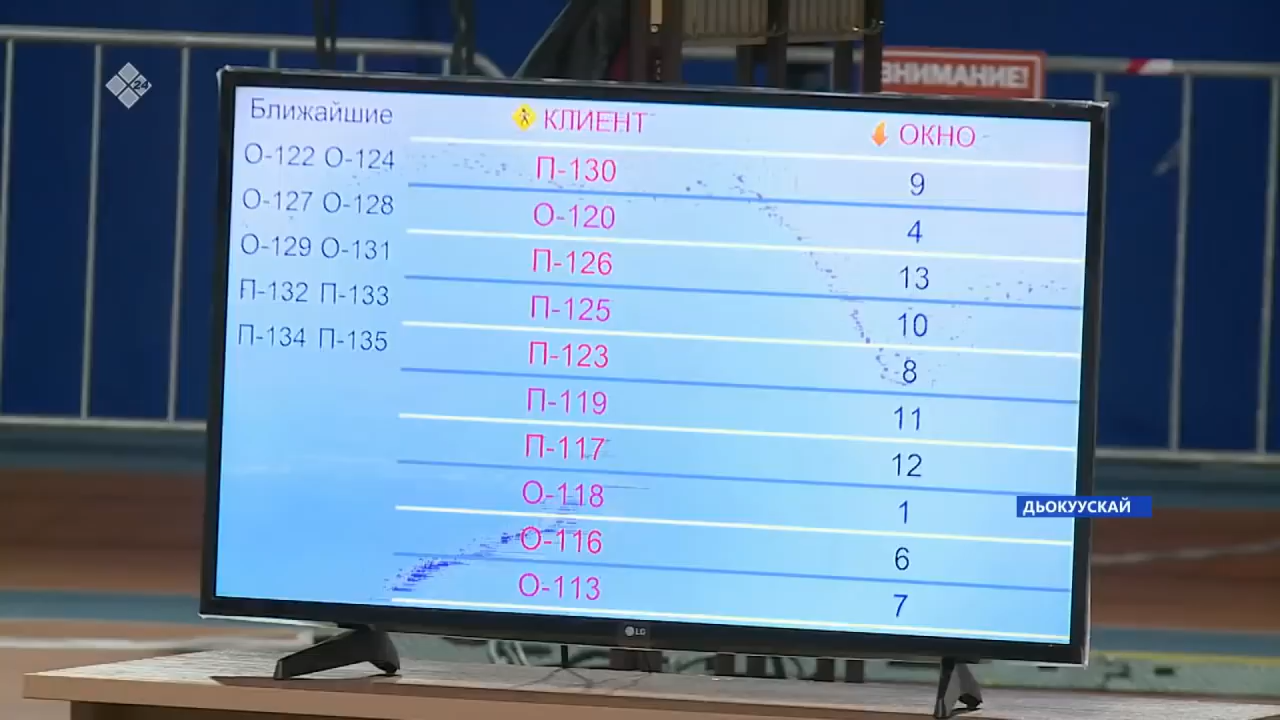 24
ВНИМАНИЕ!
Ближайшие КЛИЕНТ ОКНО
О-122 О-124 П-130 9
О-127 О-128 О-120 4
О-129 О-131 П-126 13
П-132 П-133 П-125 10
П-134 П-135 П-123 8
П-119 11
П-117 12
О-118 1
О-116 6
О-113 7
ДЬОКУУСКАЙ
LG